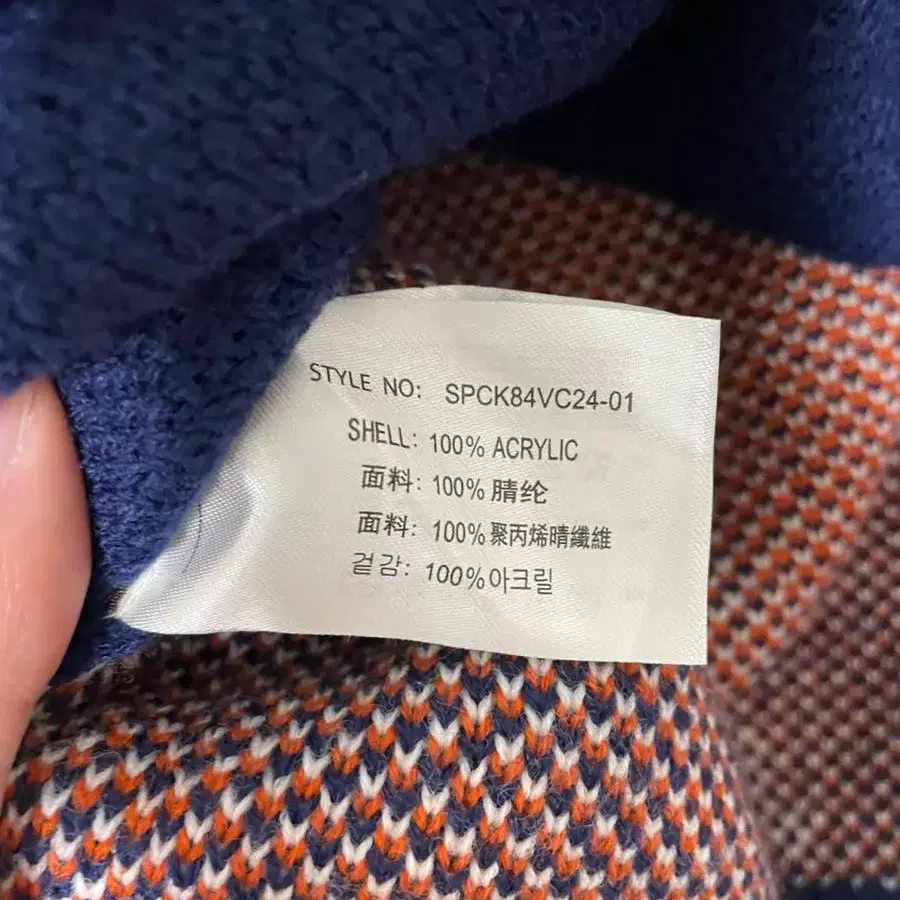 STYLE NO: SPCK84VC24-01
SHELL: 100% ACRYLIC
面料: 100% 腈纶
面料: 100% 聚丙烯晴纖維
겉감: 100% 아크릴